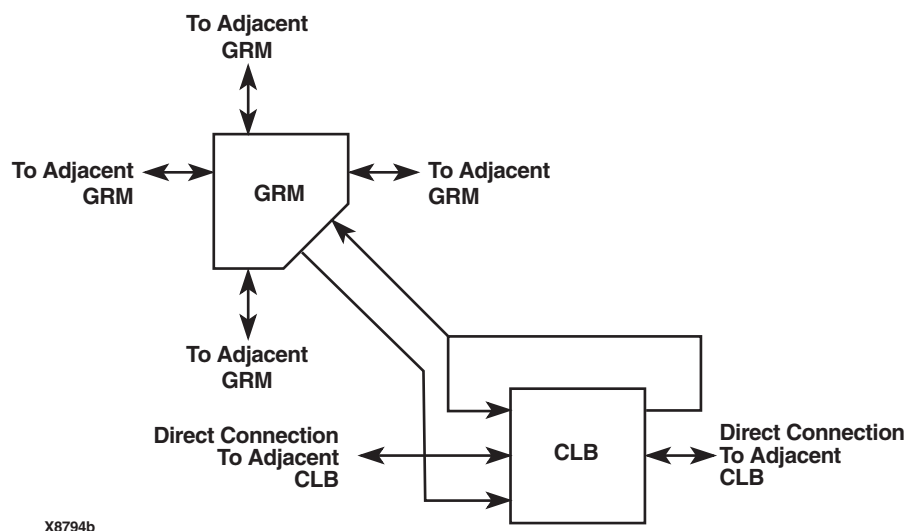 To Adjacent
GRM
To Adjacent
GRM
GRM
To Adjacent
GRM
To Adjacent
GRM
Direct Connection
To Adjacent
CLB
CLB
Direct Connection
To Adjacent
CLB
X8794b